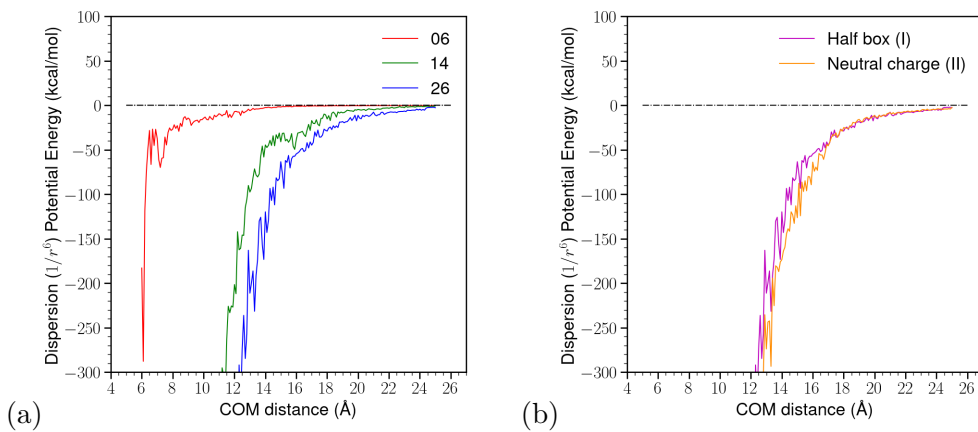 100
50
0
−50
−100
−150
−200
−250
−300
Dispersion (1/r⁶) Potential Energy (kcal/mol)
06
14
26
4 6 8 10 12 14 16 18 20 22 24 26
COM distance (Å)
(a)
100
50
0
−50
−100
−150
−200
−250
−300
Dispersion (1/r⁶) Potential Energy (kcal/mol)
Half box (I)
Neutral charge (II)
4 6 8 10 12 14 16 18 20 22 24 26
COM distance (Å)
(b)